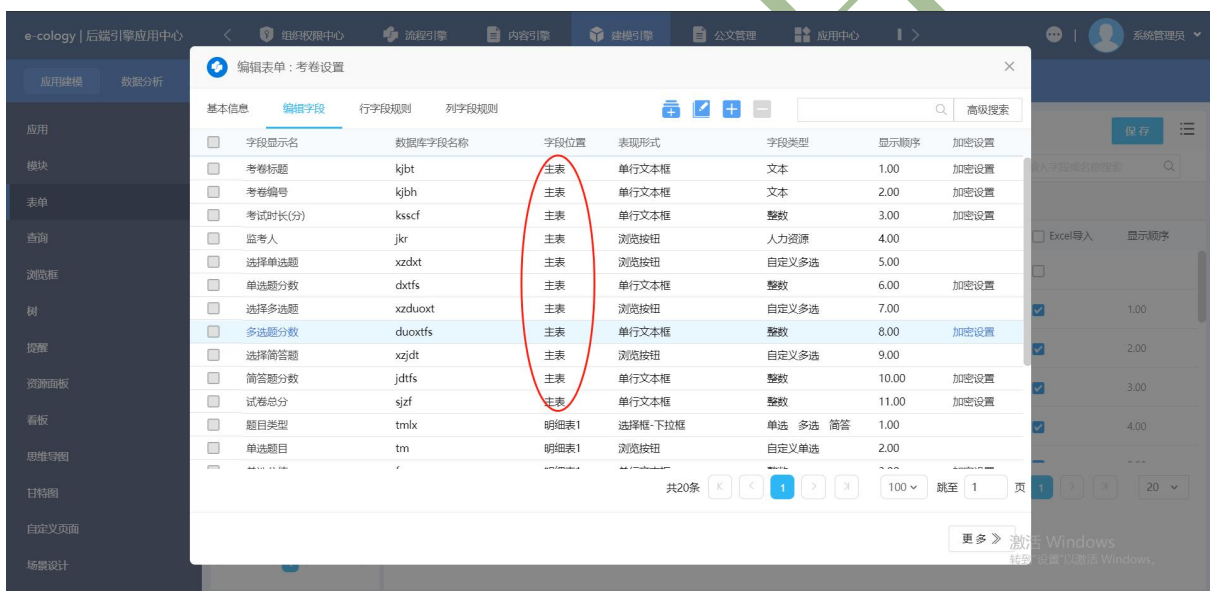 e-cology | 后端引擎应用中心 < 组织权限中心 流程引擎 内容引擎 建模引擎 公文管理 应用中心 > 系统管理员
应用建模 数据分析
应用
模块
表单
查询
浏览框
树
提醒
资源面板
看板
思维导图
甘特图
自定义页面
场景设计
编辑表单 : 考卷设置
基本信息 编辑字段 行字段规则 列字段规则 高级搜索
字段显示名 数据库字段名称 字段位置 表现形式 字段类型 显示顺序 加密设置
考卷标题 kjbt 主表 单行文本框 文本 1.00 加密设置
考卷编号 kjbh 主表 单行文本框 文本 2.00 加密设置
考试时长(分) ksscf 主表 单行文本框 整数 3.00 加密设置
监考人 jkr 主表 浏览按钮 人力资源 4.00
选择单选题 xzdxt 主表 浏览按钮 自定义多选 5.00
单选题分数 dxtfs 主表 单行文本框 整数 6.00 加密设置
选择多选题 xzduoxt 主表 浏览按钮 自定义多选 7.00
多选题分数 duoxtfs 主表 单行文本框 整数 8.00 加密设置
选择简答题 xzjdt 主表 浏览按钮 自定义多选 9.00
简答题分数 jdtfs 主表 单行文本框 整数 10.00 加密设置
试卷总分 sjzf 主表 单行文本框 整数 11.00 加密设置
题目类型 tmlx 明细表1 选择框-下拉框 单选 多选 简答 1.00
单选题目 tm 明细表1 浏览按钮 自定义单选 2.00
共20条 1 100 跳至 1 页
更多
保存
Excel导入 显示顺序
1.00
2.00
3.00
4.00
1 20
激活 Windows
转到"设置"以激活 Windows。